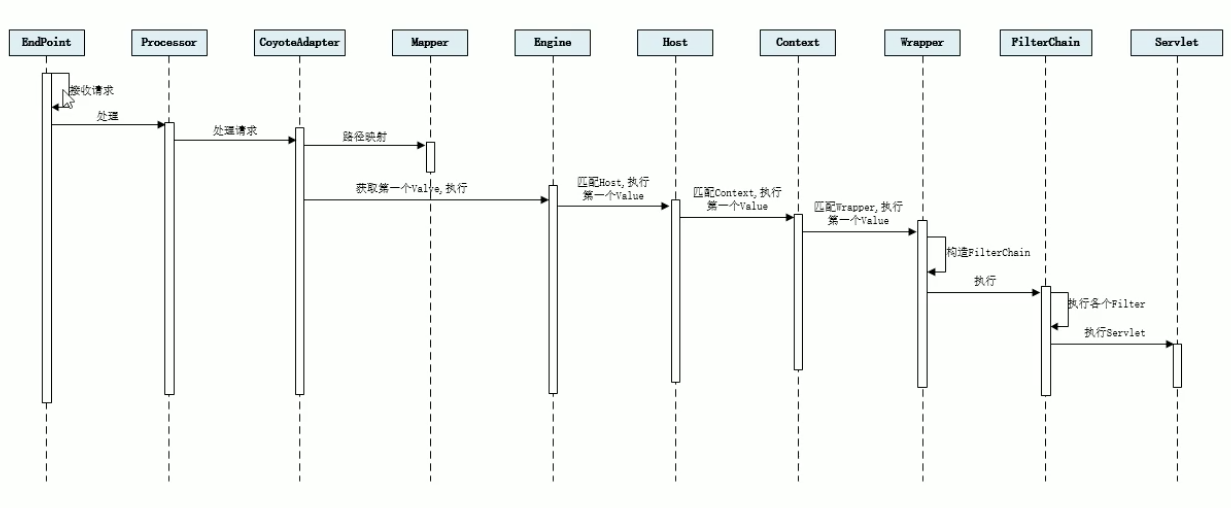 EndPoint
Processor
CoyoteAdapter
Mapper
Engine
Host
Context
Wrapper
FilterChain
Servlet
接收请求
处理
处理请求
路径映射
获取第一个Valve,执行
匹配Host,执行
第一个Value
匹配Context,执行
第一个Value
匹配Wrapper,执行
第一个Value
构造FilterChain
执行
执行各个Filter
执行Servlet